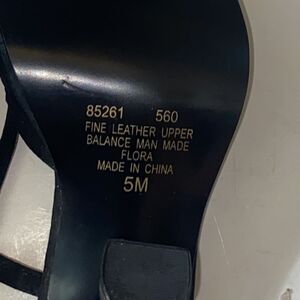 85261 560
FINE LEATHER UPPER
BALANCE MAN MADE
FLORA
MADE IN CHINA
5M